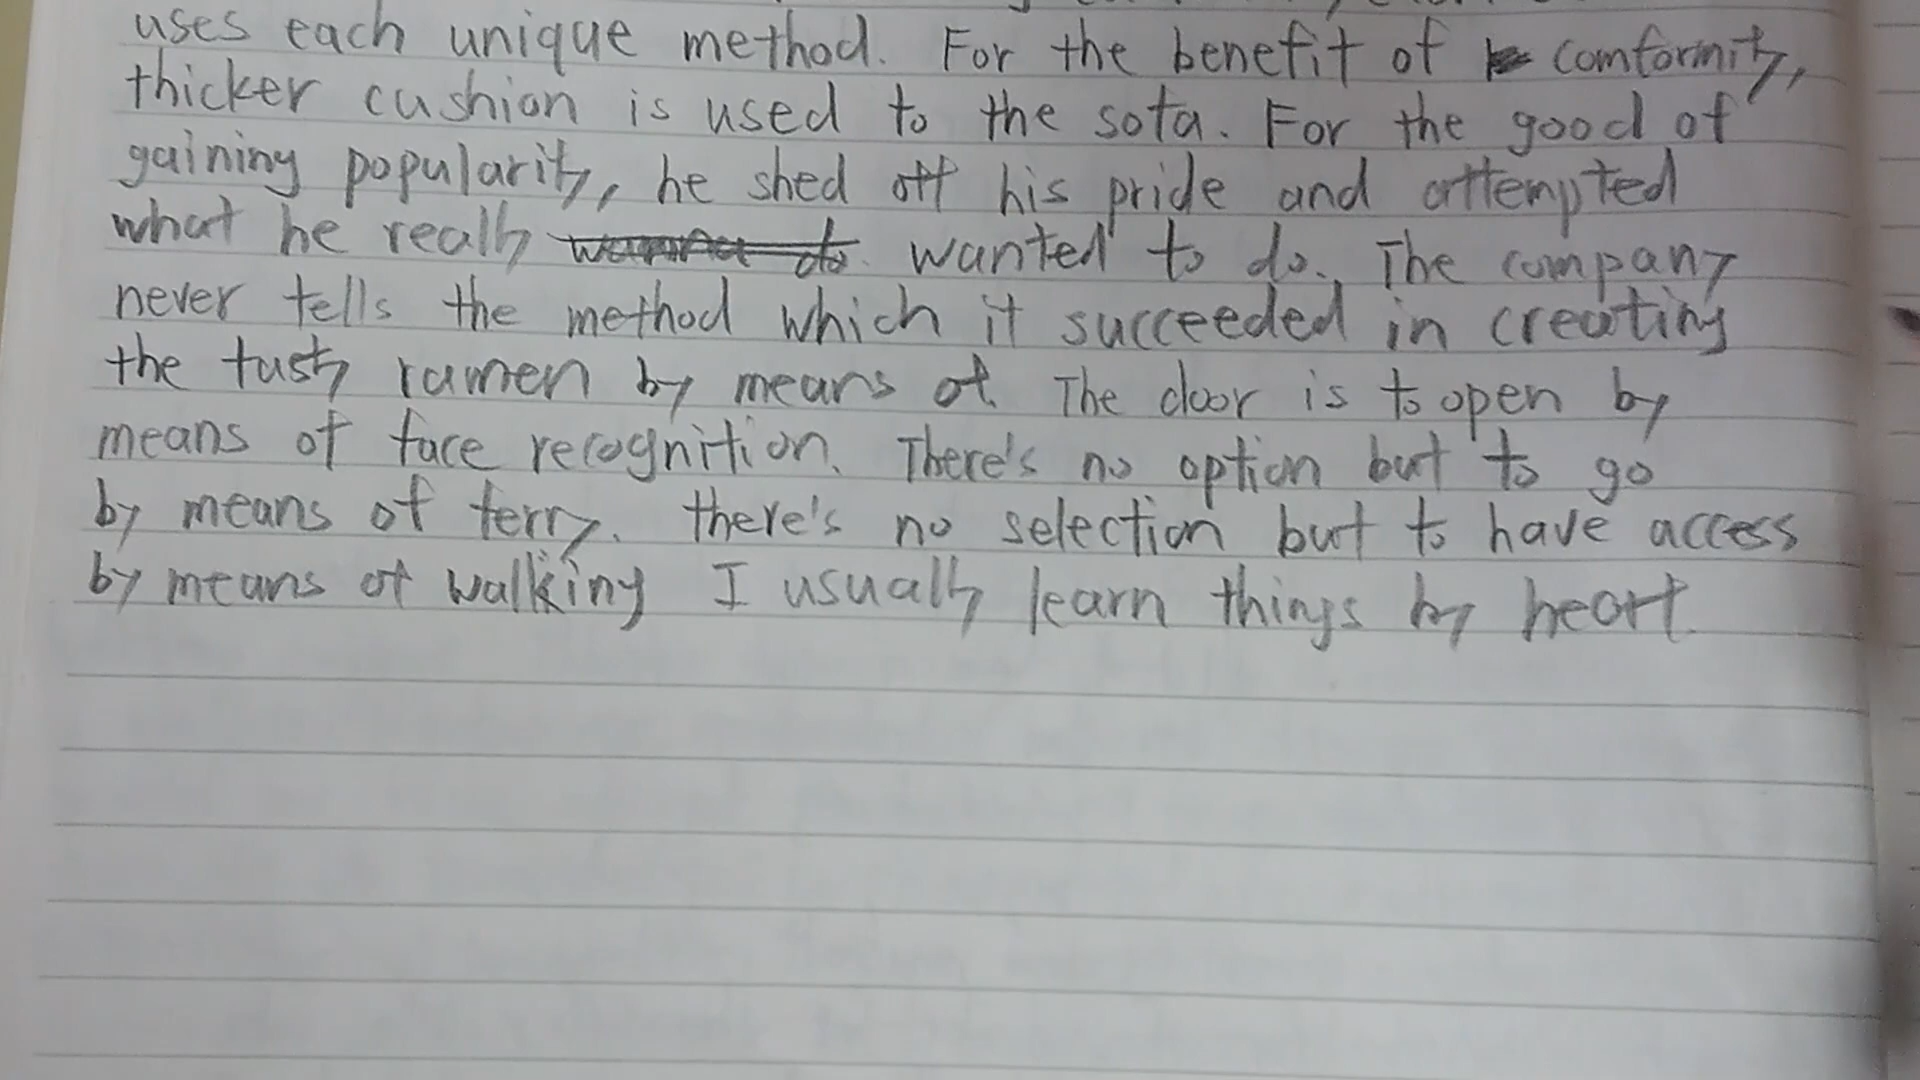 uses each unique method. For the benefit of comformity,
thicker cushion is used to the sofa. For the good of
gaining popularity, he shed off his pride and attempted
what he really wanna do wanted to do. The company
never tells the method which it succeeded in creating
the tasty ramen by means of. The door is to open by
means of face recognition. There's no option but to go
by means of ferry. there's no selection but to have access
by means of walking I usually learn things by heart.